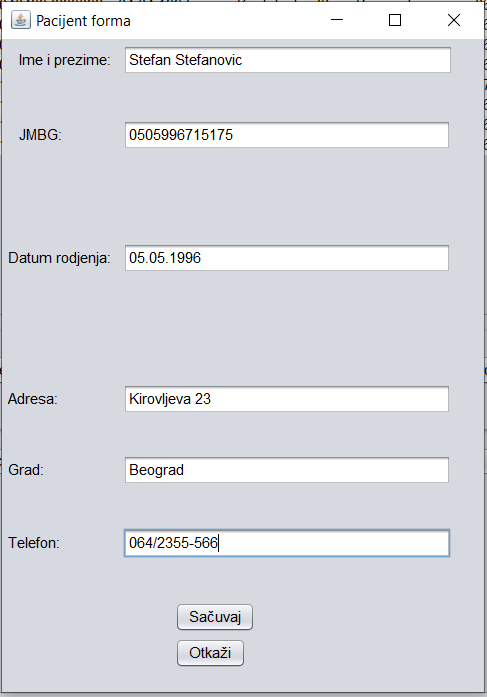 Pacijent forma
Ime i prezime: Stefan Stefanovic
JMBG: 0505996715175
Datum rodjenja: 05.05.1996
Adresa: Kirovljeva 23
Grad: Beograd
Telefon: 064/2355-566
Sačuvaj
Otkaži